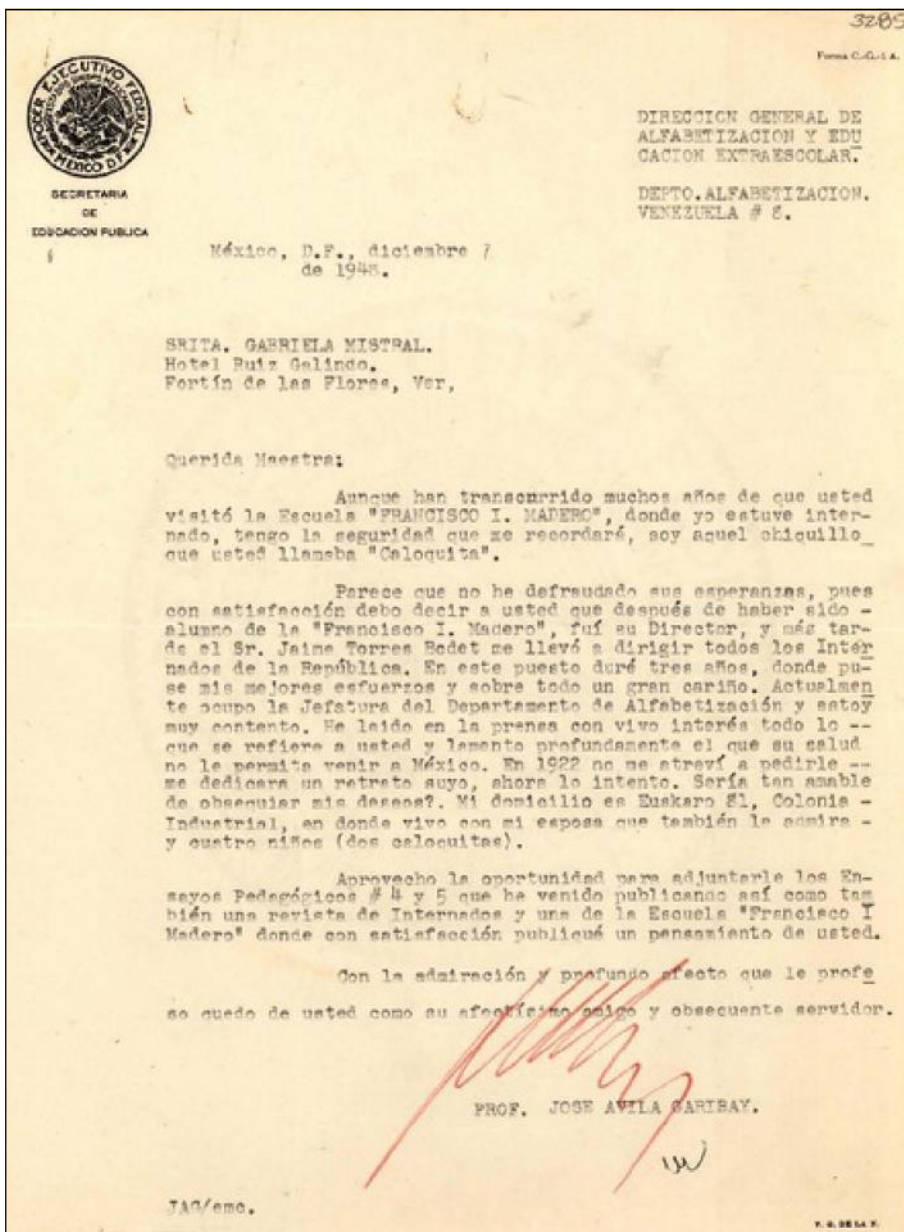 3285
Forma C.-G.-1 A.
PODER EJECUTIVO FEDERAL
MEXICO D.F.
SECRETARIA
DE
EDUCACION PUBLICA
DIRECCION GENERAL DE
ALFABETIZACION Y EDU
CACION EXTRAESCOLAR.
DEPTO.ALFABETIZACION.
VENEZUELA # 8.
México, D.F., diciembre 7
de 1948.
SRITA. GABRIELA MISTRAL.
Hotel Ruiz Galindo.
Fortín de las Flores, Ver,
Querida Maestra:
Aunque han transcurrido muchos años de que usted
visitó la Escuela "FRANCISCO I. MADERO", donde yo estuve inter-
nado, tengo la seguridad que me recordará, soy aquel chiquillo
que usted llamaba "Caloquita".
Parece que no he defraudado sus esperanzas, pues
con satisfacción debo decir a usted que después de haber sido -
alumno de la "Francisco I. Madero", fuí su Director, y más tar-
de el Sr. Jaime Torres Bodet me llevó a dirigir todos los Inter
nados de la República. En este puesto duré tres años, donde pu-
se mis mejores esfuerzos y sobre todo un gran cariño. Actualmen
te ocupo la Jefatura del Departamento de Alfabetización y estoy
muy contento. He leido en la prensa con vivo interés todo lo --
que se refiere a usted y lamento profundamente el que su salud
no le permita venir a México. En 1922 no me atreví a pedirle --
me dedicara un retrato suyo, ahora lo intento. Sería tan amable
de obsequiar mis deseos?. Mi domicilio es Euskaro 81, Colonia -
Industrial, en donde vivo con mi esposa que también la admira -
y cuatro niños (dos caloquitas).
Aprovecho la oportunidad para adjuntarle los En-
sayos Pedagógicos # 4 y 5 que he venido publicando así como tam
bién una revista de Internados y una de la Escuela "Francisco I
Madero" donde con satisfacción publiqué un pensamiento de usted.
Con la admiración y profundo afecto que le profe
so quedo de usted como su afectísimo amigo y obsecuente servidor.
PROF. JOSE AVILA GARIBAY.
JAG/emc.